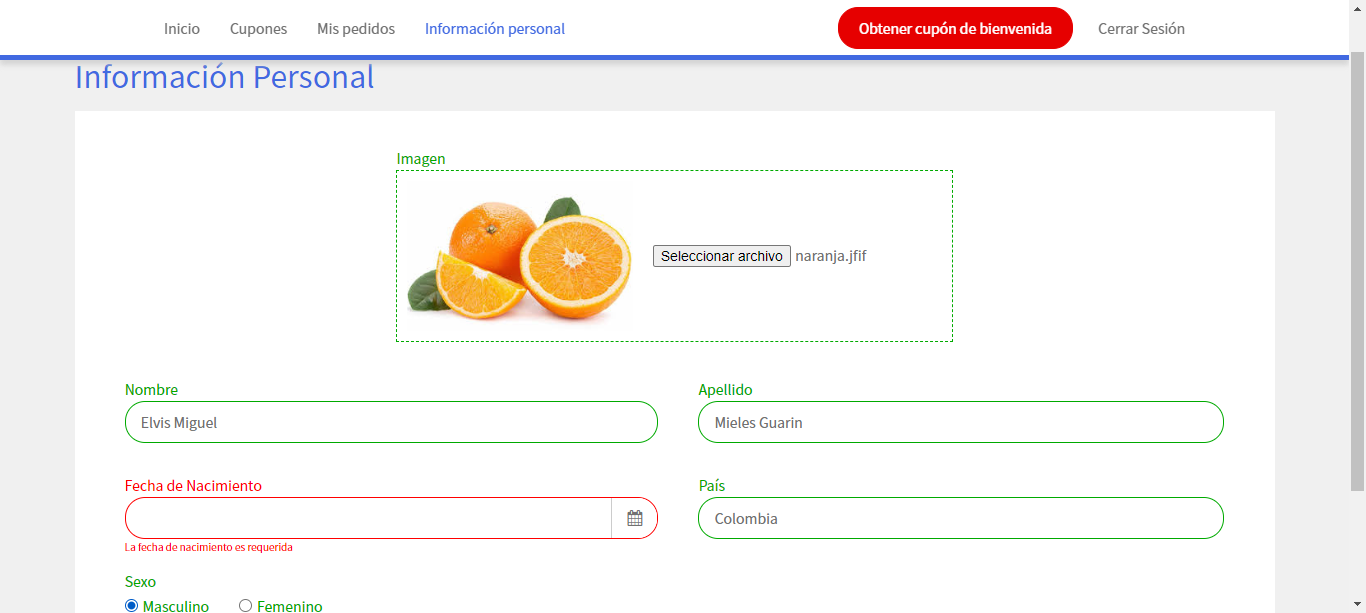 Inicio Cupones Mis pedidos Información personal Obtener cupón de bienvenida Cerrar Sesión
Información Personal
Imagen
Seleccionar archivo naranja.jfif
Nombre Apellido
Elvis Miguel Mieles Guarin
Fecha de Nacimiento País
Colombia
La fecha de nacimiento es requerida
Sexo
Masculino Femenino